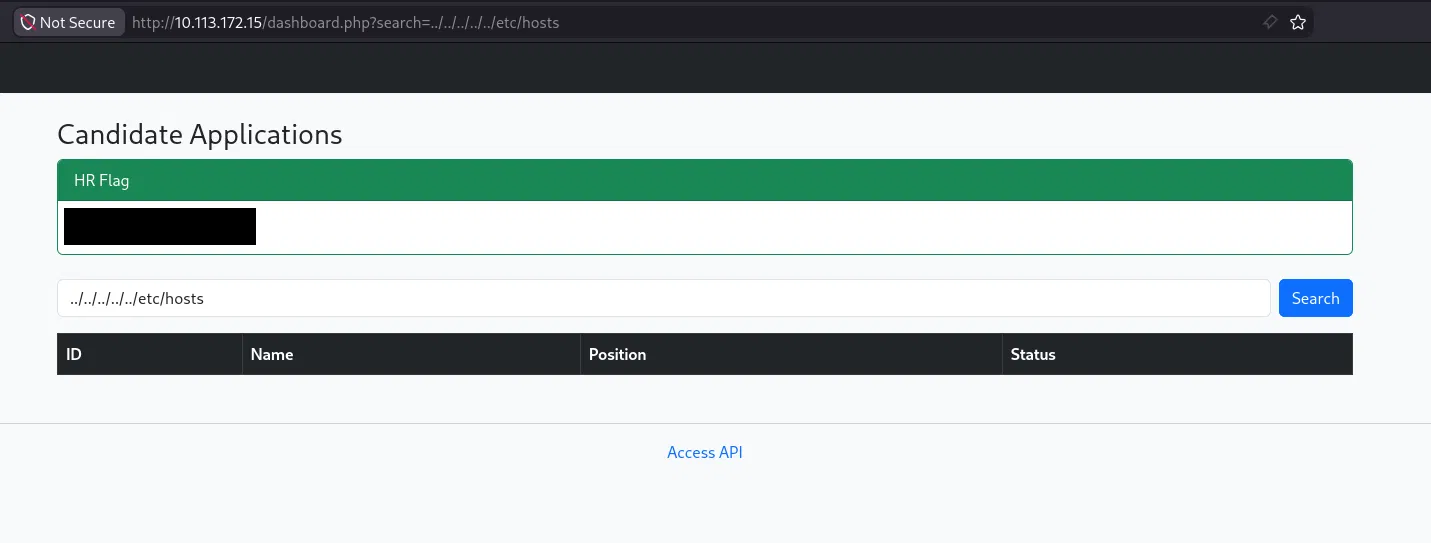 Not Secure http://10.113.172.15/dashboard.php?search=../../../../../etc/hosts
Candidate Applications
HR Flag
../../../../../etc/hosts Search
ID Name Position Status
Access API